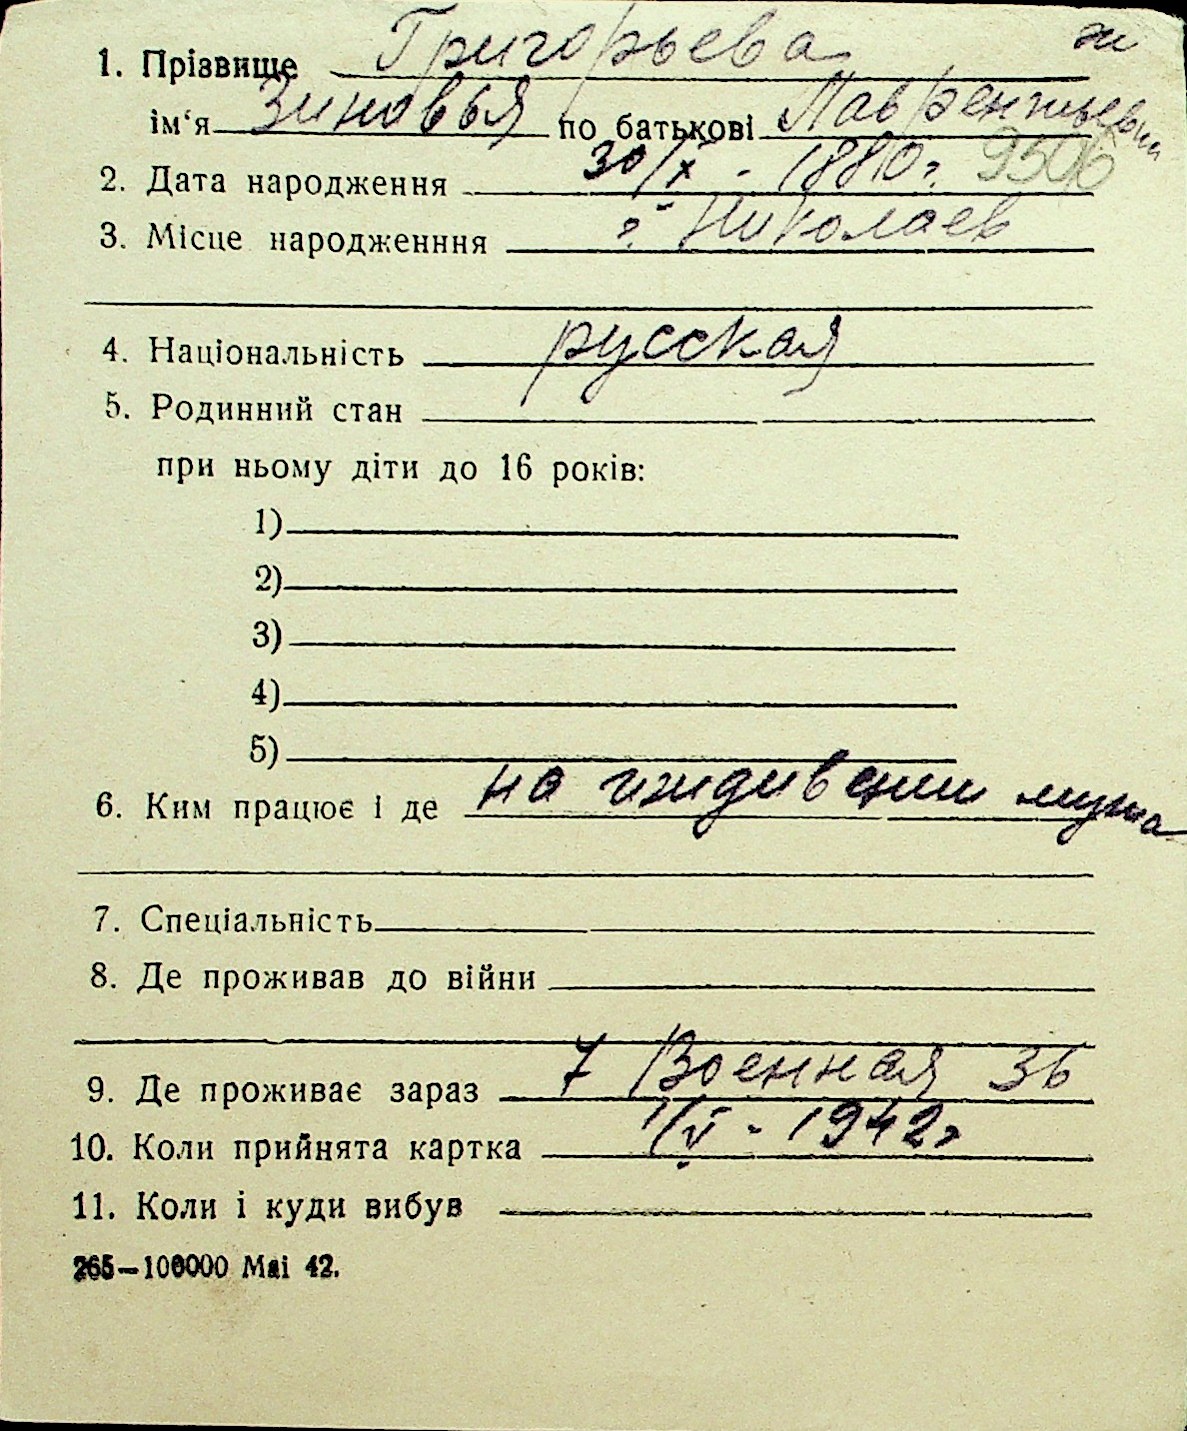 1. Прізвище Григорьева ж
ім‘я Зиновья по батькові Лаврентьевн
2. Дата народження 30/X - 1880 г. 9506
3. Місце народженння г. Николаев
4. Національність русская
5. Родинний стан
при ньому діти до 16 років:
1)
2)
3)
4)
5)
6. Ким працює і де на иждивении мужа
7. Спеціальність
8. Де проживав до війни
9. Де проживає зараз 7 Военная 36
10. Коли прийнята картка 1/V - 1942 г
11. Коли і куди вибув
265—100000 Маі 42.